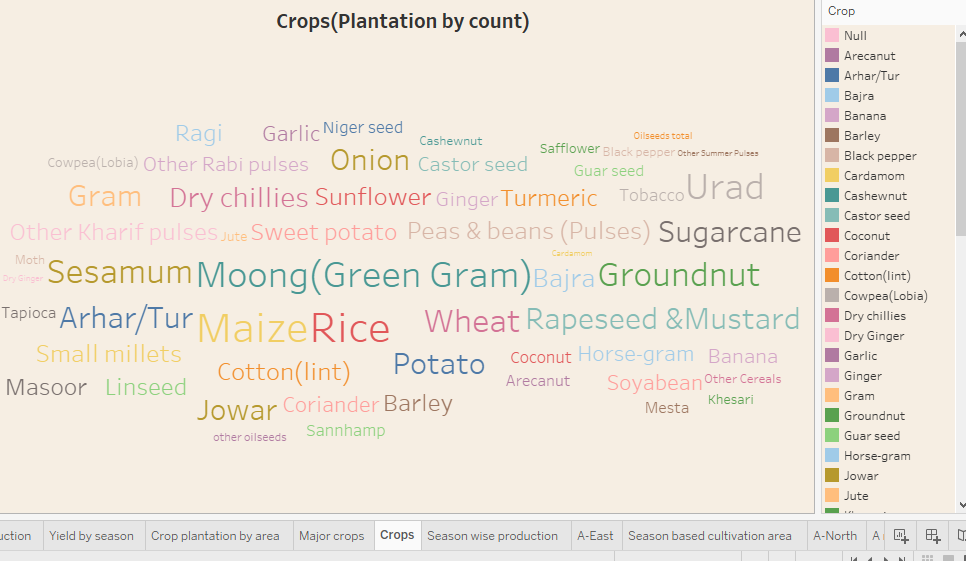 Crops(Plantation by count)
Ragi Garlic Niger seed Cashewnut Oilseeds total
Cowpea(Lobia) Other Rabi pulses Onion Castor seed Safflower Black pepper Other Summer Pulses
Guar seed
Gram Dry chillies Sunflower Ginger Turmeric Tobacco Urad
Other Kharif pulses Jute Sweet potato Peas & beans (Pulses) Sugarcane
Moth Cardamom
Dry Ginger Sesamum Moong(Green Gram) Bajra Groundnut
Tapioca Arhar/Tur Maize Rice Wheat Rapeseed &Mustard
Small millets Cotton(lint) Potato Coconut Horse-gram Banana
Masoor Linseed Arecanut Soyabean Other Cereals
Jowar Coriander Barley Mesta Khesari
other oilseeds Sannhamp
Crop
Null
Arecanut
Arhar/Tur
Bajra
Banana
Barley
Black pepper
Cardamom
Cashewnut
Castor seed
Coconut
Coriander
Cotton(lint)
Cowpea(Lobia)
Dry chillies
Dry Ginger
Garlic
Ginger
Gram
Groundnut
Guar seed
Horse-gram
Jowar
Jute
uction Yield by season Crop plantation by area Major crops Crops Season wise production A-East Season based cultivation area A-North A